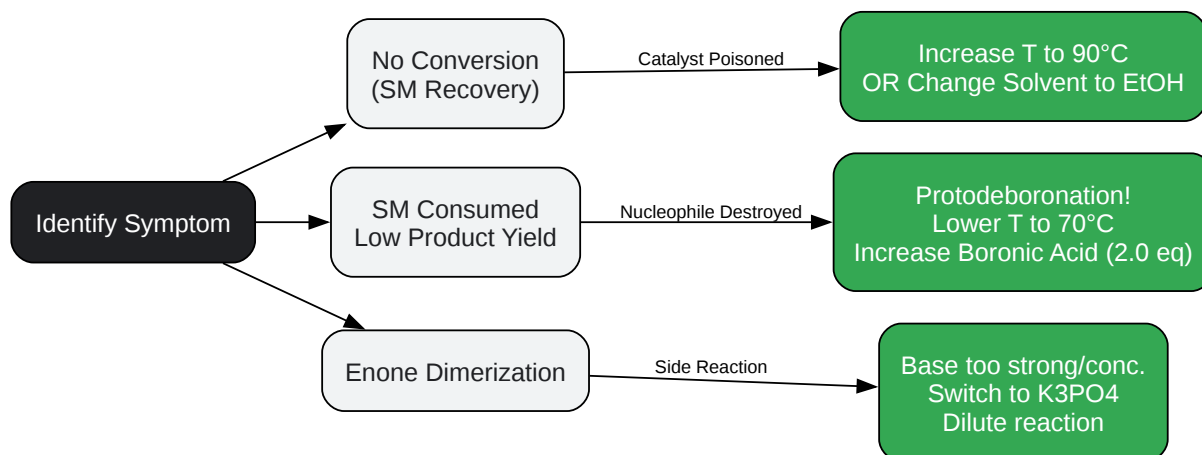 Identify Symptom
No Conversion
(SM Recovery)
Catalyst Poisoned
Increase T to 90°C
OR Change Solvent to EtOH
SM Consumed
Low Product Yield
Nucleophile Destroyed
Protodeboronation!
Lower T to 70°C
Increase Boronic Acid (2.0 eq)
Enone Dimerization
Side Reaction
Base too strong/conc.
Switch to K3PO4
Dilute reaction